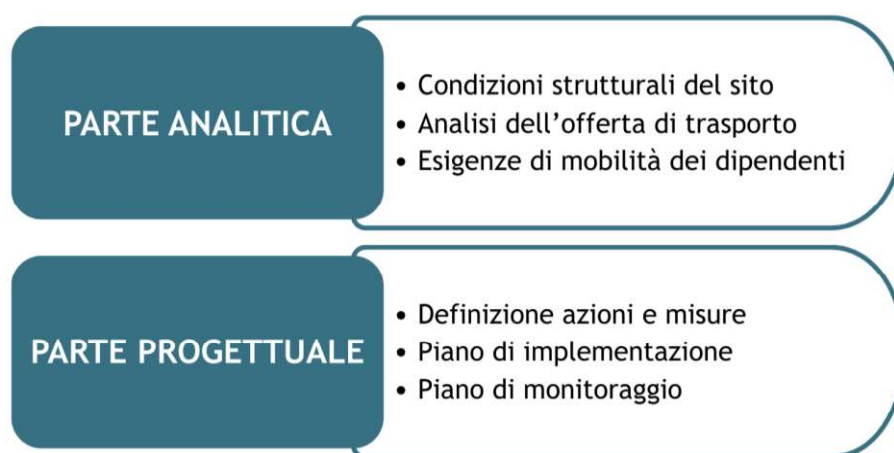 PARTE ANALITICA
• Condizioni strutturali del sito
• Analisi dell’offerta di trasporto
• Esigenze di mobilità dei dipendenti
PARTE PROGETTUALE
• Definizione azioni e misure
• Piano di implementazione
• Piano di monitoraggio